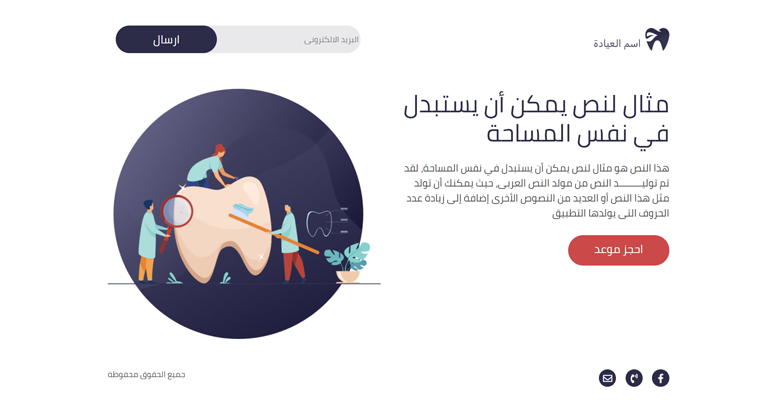 اسم العيادة
البريد الالكترونى
ارسال
مثال لنص يمكن أن يستبدل
في نفس المساحة
هذا النص هو مثال لنص يمكن أن يستبدل في نفس المساحة، لقد
تم توليـــــــــد النص من مولد النص العربى، حيث يمكنك أن تولد
مثل هذا النص أو العديد من النصوص الأخرى إضافة إلى زيادة عدد
الحروف التى يولدها التطبيق
احجز موعد
جميع الحقوق محفوظة